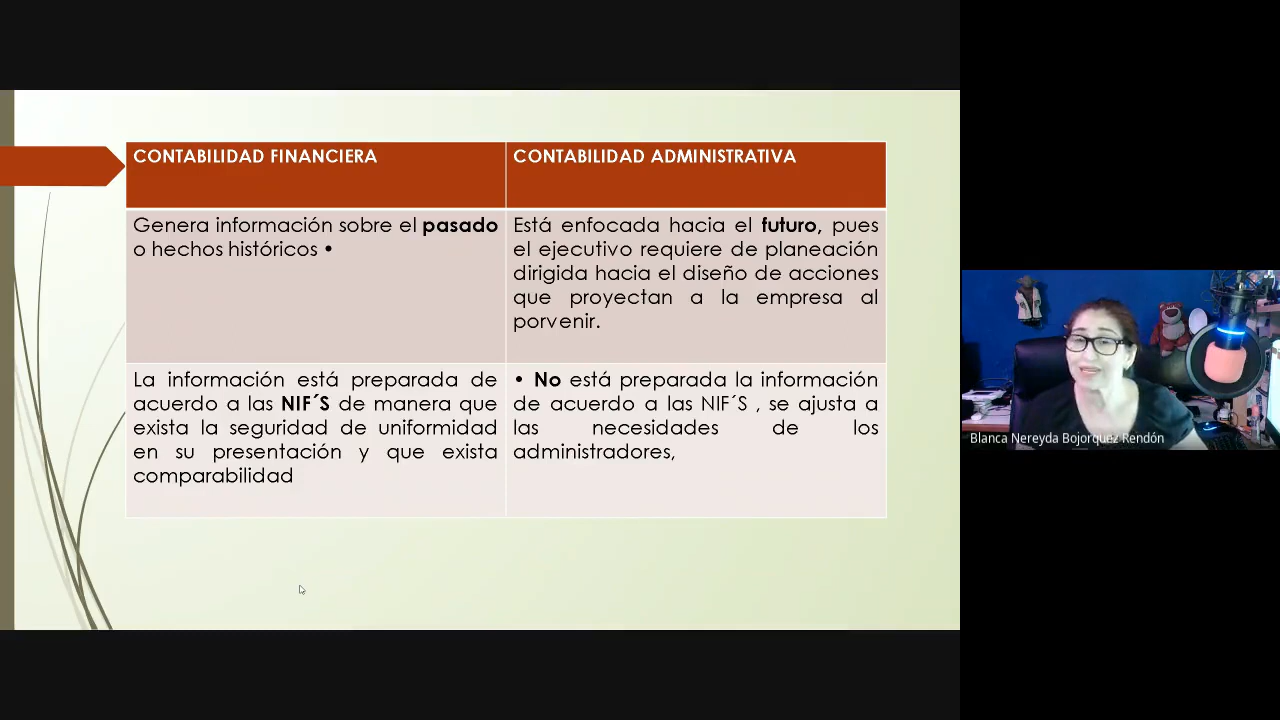 CONTABILIDAD FINANCIERA
CONTABILIDAD ADMINISTRATIVA
Genera información sobre el pasado
o hechos históricos •
Está enfocada hacia el futuro, pues
el ejecutivo requiere de planeación
dirigida hacia el diseño de acciones
que proyectan a la empresa al
porvenir.
La información está preparada de
acuerdo a las NIF´S de manera que
exista la seguridad de uniformidad
en su presentación y que exista
comparabilidad
• No está preparada la información
de acuerdo a las NIF´S , se ajusta a
las necesidades de los
administradores,
Blanca Nereyda Bojorquez Rendón